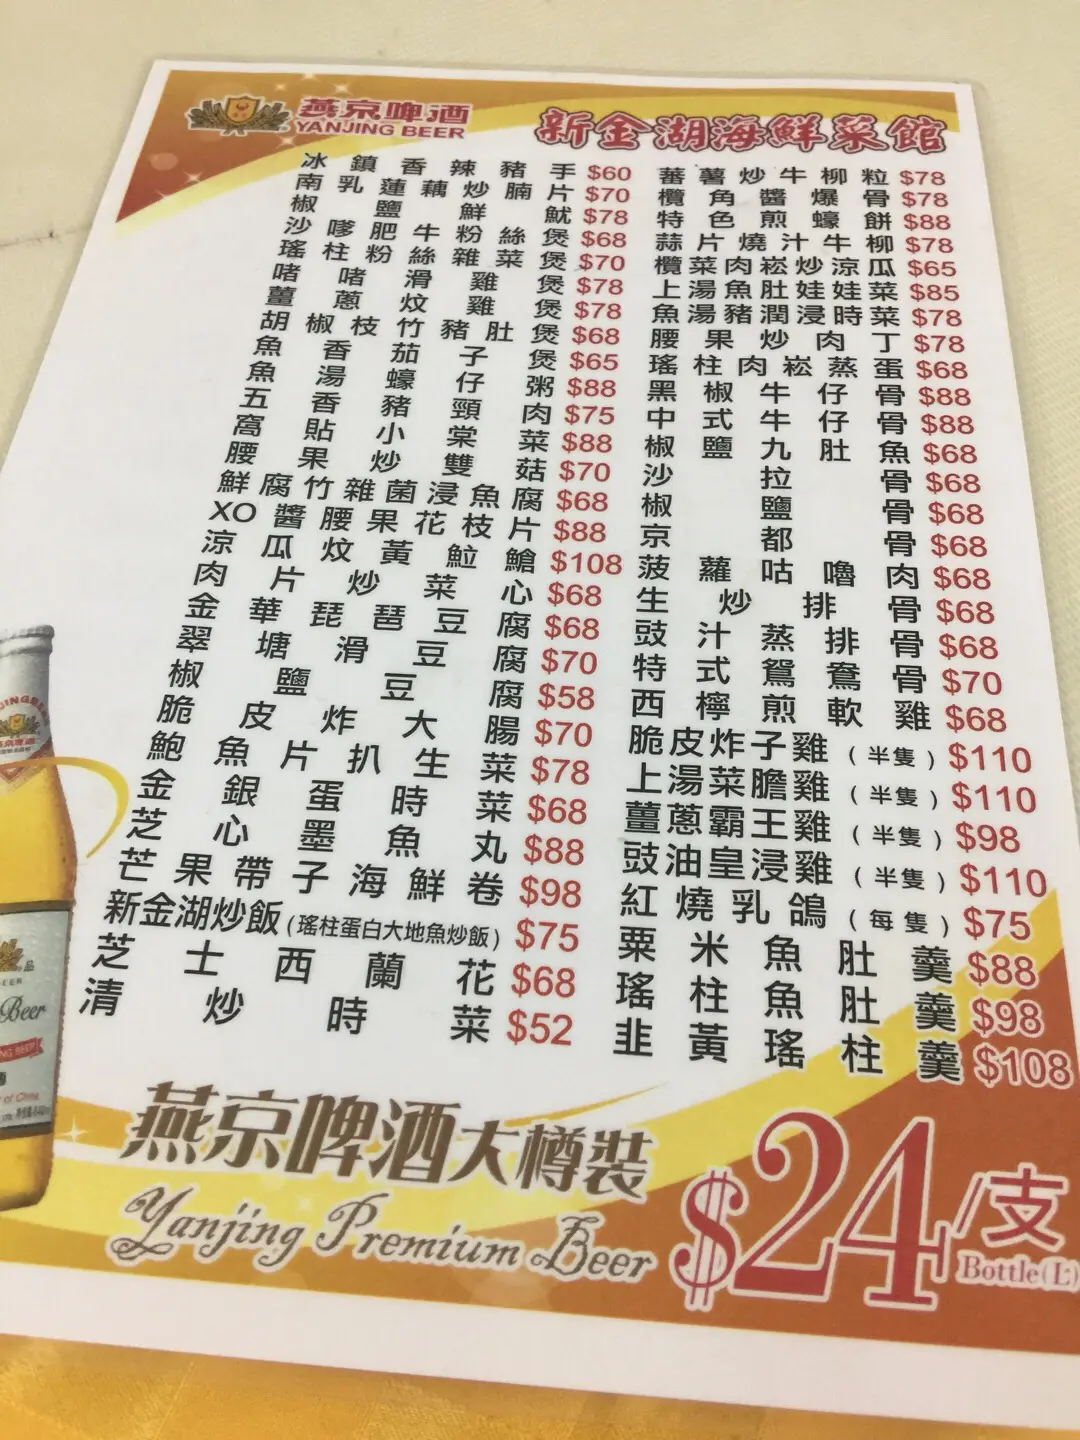 燕京啤酒
YANJING BEER
新金湖海鮮菜館
冰鎮香辣豬手 $60
南乳蓮藕炒腩片 $70
椒鹽鮮魷 $78
沙嗲肥牛粉絲煲 $68
瑤柱粉絲雜菜煲 $70
啫啫滑雞煲 $78
薑蔥炆雞煲 $78
胡椒枝竹豬肚煲 $68
魚香茄子煲 $65
魚湯蠔仔粥 $88
五香豬頸肉 $75
窩貼小棠菜 $88
腰果炒雙菇 $70
鮮腐竹雜菌浸魚腐 $68
XO醬腰果花枝片 $88
涼瓜炆黃𩶘鯧 $108
肉片炒菜心 $68
金華琵琶豆腐 $68
翠塘滑豆腐 $70
椒鹽豆腐 $58
脆皮炸大腸 $70
鮑魚片扒生菜 $78
金銀蛋時菜 $68
芝心墨魚丸 $88
芒果帶子海鮮卷 $98
新金湖炒飯(瑤柱蛋白大地魚炒飯) $75
芝士西蘭花 $68
清炒時菜 $52
蕃薯炒牛柳粒 $78
欖角醬爆骨 $78
特色煎蠔餅 $88
蒜片燒汁牛柳 $78
欖菜肉崧炒涼瓜 $65
上湯魚肚娃娃菜 $85
魚湯豬潤浸時菜 $78
腰果炒肉丁 $78
瑤柱肉崧蒸蛋 $68
黑椒牛仔骨 $88
中式牛仔骨 $88
椒鹽九肚魚 $68
沙拉骨 $68
椒鹽骨 $68
京都骨 $68
菠蘿咕嚕肉 $68
生炒排骨 $68
豉汁蒸排骨 $68
特式鴛鴦骨 $70
西檸煎軟雞 $68
脆皮炸子雞(半隻) $110
上湯菜膽雞(半隻) $110
薑蔥霸王雞(半隻) $98
豉油皇浸雞(半隻) $110
紅燒乳鴿(每隻) $75
粟米魚肚羹 $88
瑤柱魚肚羹 $98
韭黃瑤柱羹 $108
燕京啤酒大樽裝
Yanjing Premium Beer
$24/支
Bottle(L)